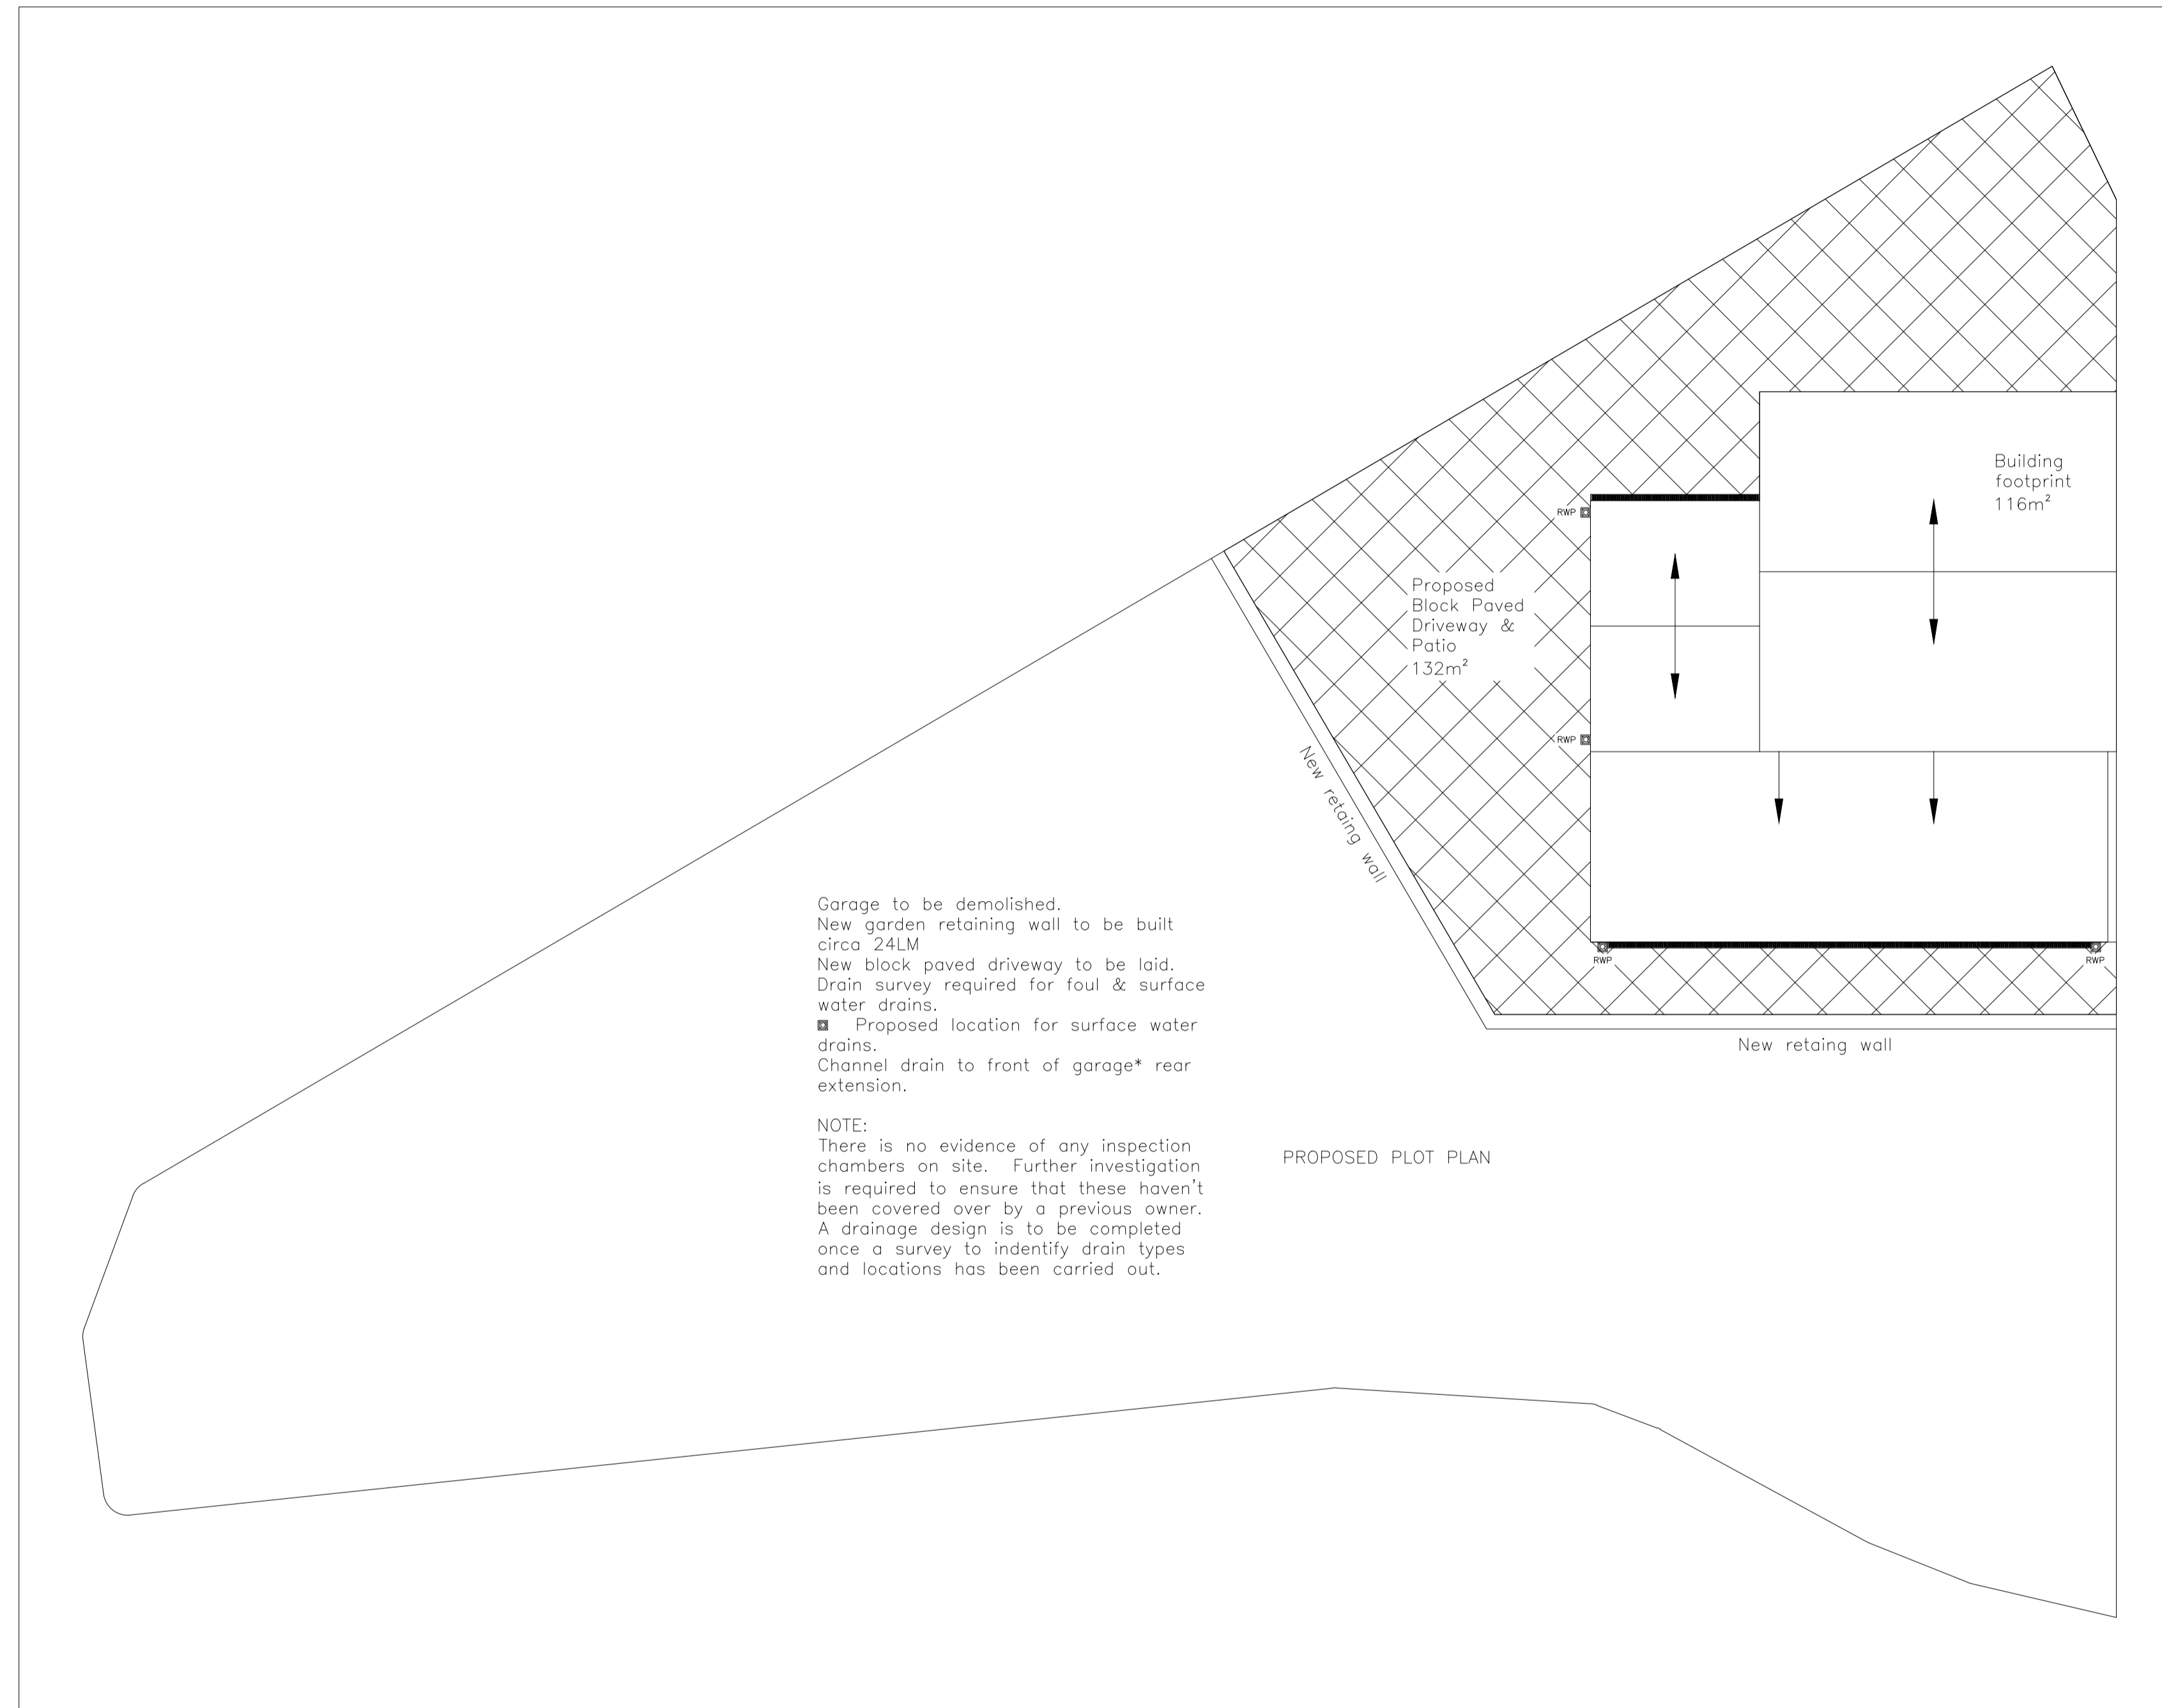 Building
footprint
116m²
RWP
Proposed
Block Paved
Driveway &
Patio
132m²
RWP
New retaing wall
Garage to be demolished.
New garden retaining wall to be built
circa 24LM
New block paved driveway to be laid.
Drain survey required for foul & surface
water drains.
Proposed location for surface water
drains.
Channel drain to front of garage* rear
extension.
NOTE:
There is no evidence of any inspection
chambers on site. Further investigation
is required to ensure that these haven't
been covered over by a previous owner.
A drainage design is to be completed
once a survey to indentify drain types
and locations has been carried out.
RWP
RWP
New retaing wall
PROPOSED PLOT PLAN